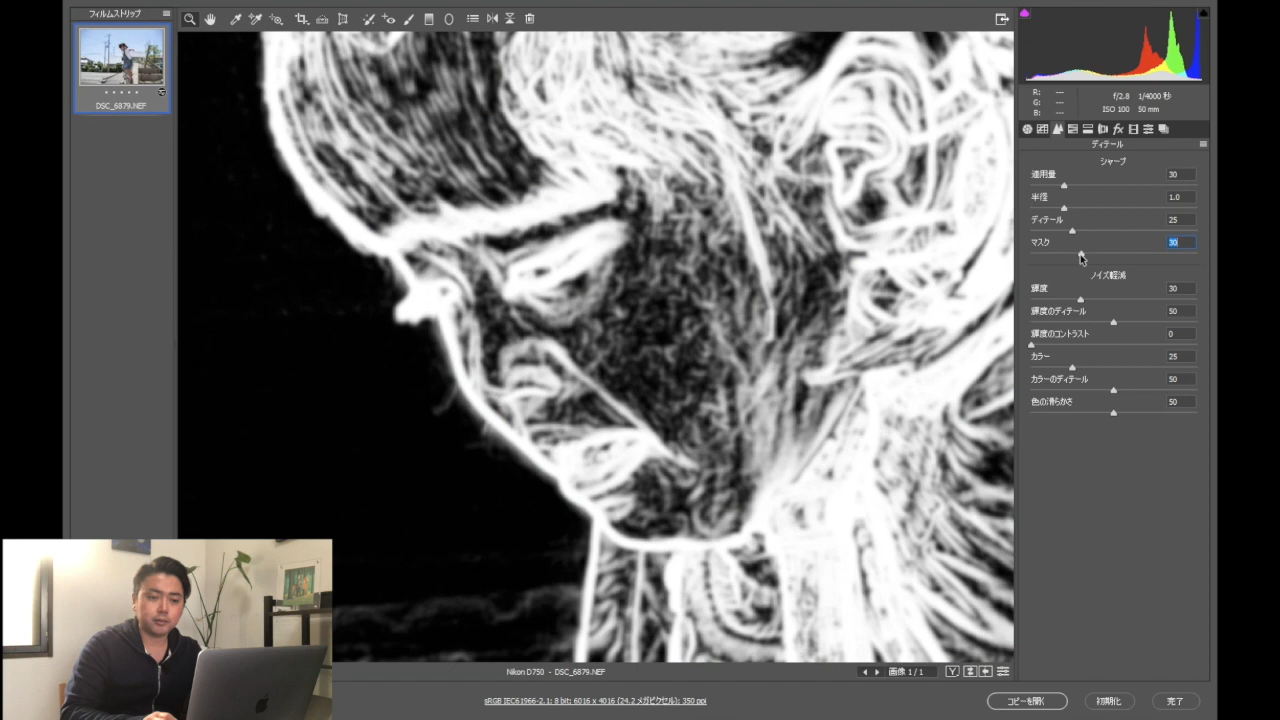 フィルムストリップ
DSC_6879.NEF
R: ---
G: ---
B: ---
f/2.8 1/4000 秒
ISO 100 50 mm
fx
ディテール
シャープ
適用量 30
半径 1.0
ディテール 25
マスク 30
ノイズ軽減
輝度 30
輝度のディテール 50
輝度のコントラスト 0
カラー 25
カラーのディテール 50
色の滑らかさ 50
Nikon D750 - DSC_6879.NEF
画像 1 / 1
Y
sRGB IEC61966-2.1; 8 bit; 6016 x 4016 (24.2 メガピクセル); 350 ppi
コピーを開く
初期化
完了